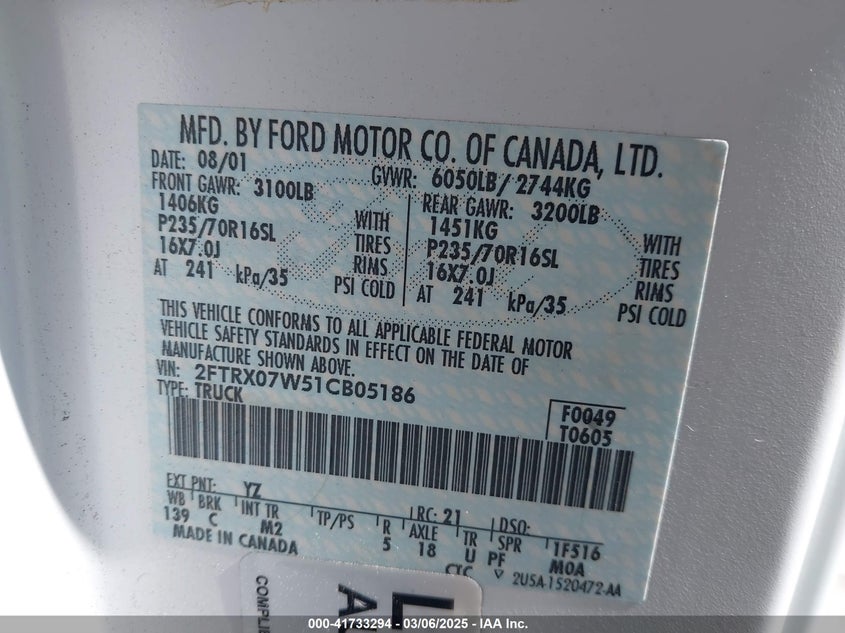 MFD. BY FORD MOTOR CO. OF CANADA, LTD.
DATE: 08/01 GVWR: 6050LB/ 2744KG
FRONT GAWR: 3100LB REAR GAWR: 3200LB
1406KG WITH 1451KG WITH
P235/70R16SL TIRES P235/70R16SL TIRES
16X7.0J RIMS 16X7.0J RIMS
AT 241 kPa/35 PSI COLD AT 241 kPa/35 PSI COLD
THIS VEHICLE CONFORMS TO ALL APPLICABLE FEDERAL MOTOR
VEHICLE SAFETY STANDARDS IN EFFECT ON THE DATE OF
MANUFACTURE SHOWN ABOVE.
VIN: 2FTRX07W51CB05186
TYPE: TRUCK
F0049
T0605
EXT PNT: YZ RC: 21 DSO:
WB BRK INT TR TP/PS R AXLE TR SPR 1F516
139 C M2 5 18 U PF M0A
MADE IN CANADA CTC ▽ 2USA-1520472-AA
COMPLI
L
A
000-41733294 - 03/06/2025 - IAA Inc.